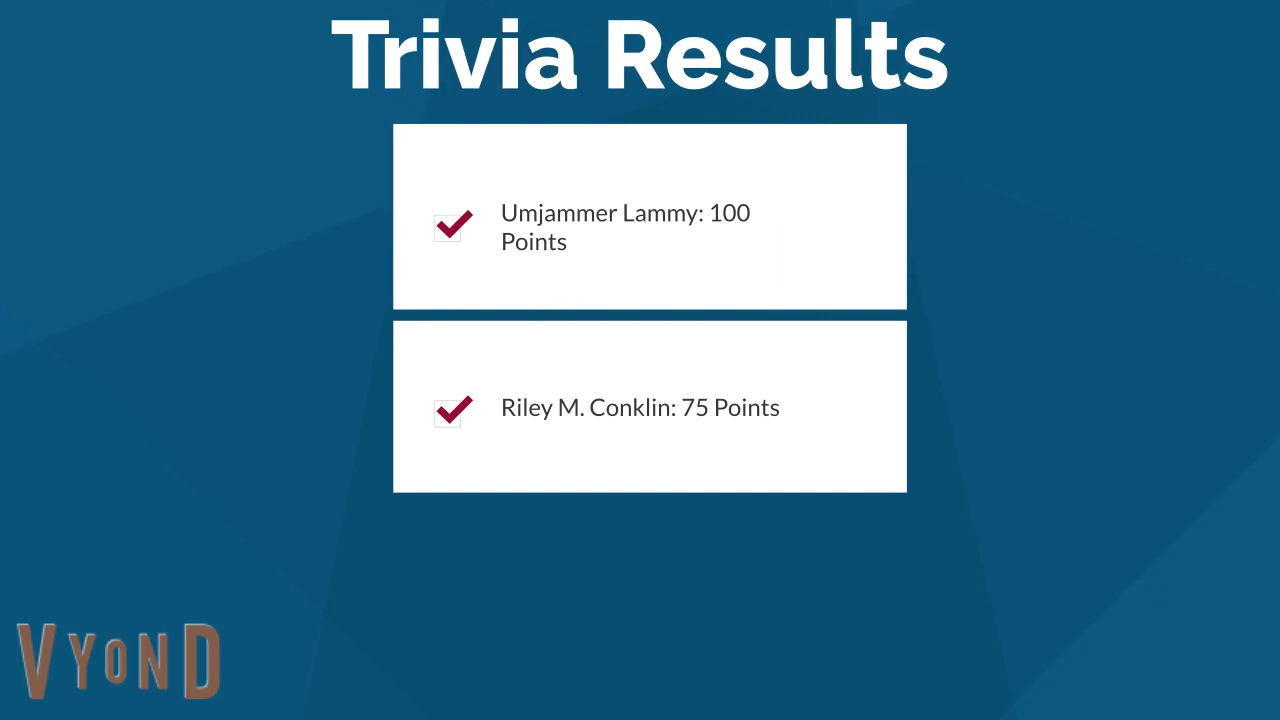 Trivia Results
Umjammer Lammy: 100
Points
Riley M. Conklin: 75 Points
VYOND